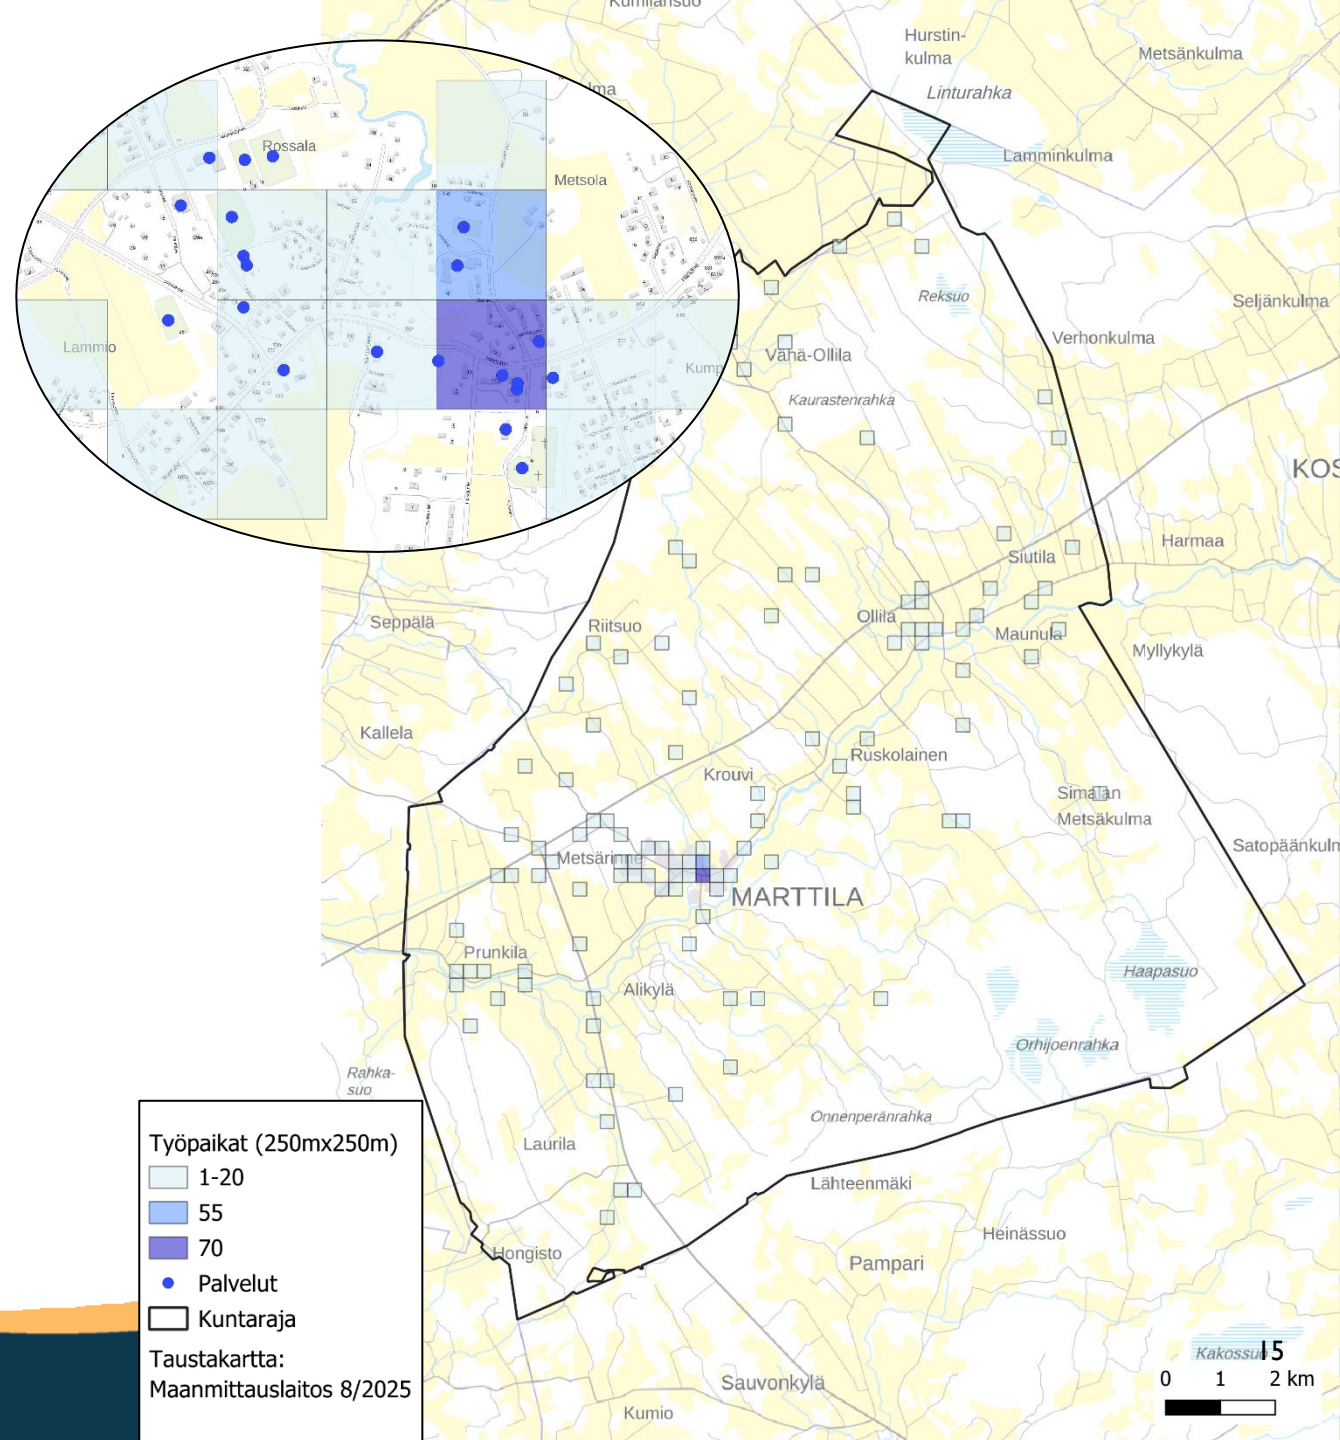 Kumilansuo
Hurstin-
kulma
Metsänkulma
Linturahka
Lamminkulma
Rossala
Metsola
Reksuo
Seljänkulma
Verhonkulma
Lammio
Vähä-Ollila
Kump
Kaurastenrahka
KOS
Harmaa
Siutila
Seppälä
Riitsuo
Ollila
Maunula
Myllykylä
Kallela
Ruskolainen
Krouvi
Simalan
Metsäkulma
Satopäänkulm
Metsärinne
MARTTILA
Prunkila
Haapasuo
Alikylä
Orhijoenrahka
Rahka-
suo
Onnenperänrahka
Laurila
Lähteenmäki
Heinässuo
Hongisto
Pampari
Kakossuo
15
Sauvonkylä
Kumio
Työpaikat (250mx250m)
1-20
55
70
Palvelut
Kuntaraja
Taustakartta:
Maanmittauslaitos 8/2025
0 1 2 km